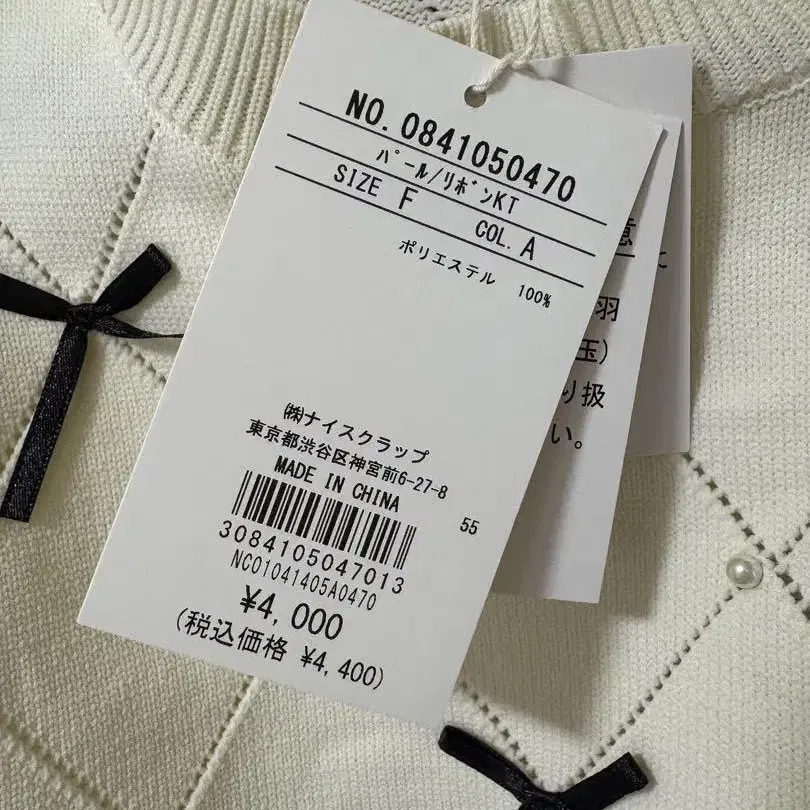 NO. 0841050470
パール/リボンKT
SIZE F COL. A
ポリエステル 100%
㈱ナイスクラップ
東京都渋谷区神宮前6-27-8
MADE IN CHINA
55
3084105047013
NC01041405A0470
¥4,000
(税込価格 ¥4,400)
意
に
羽
玉)
り扱
い。